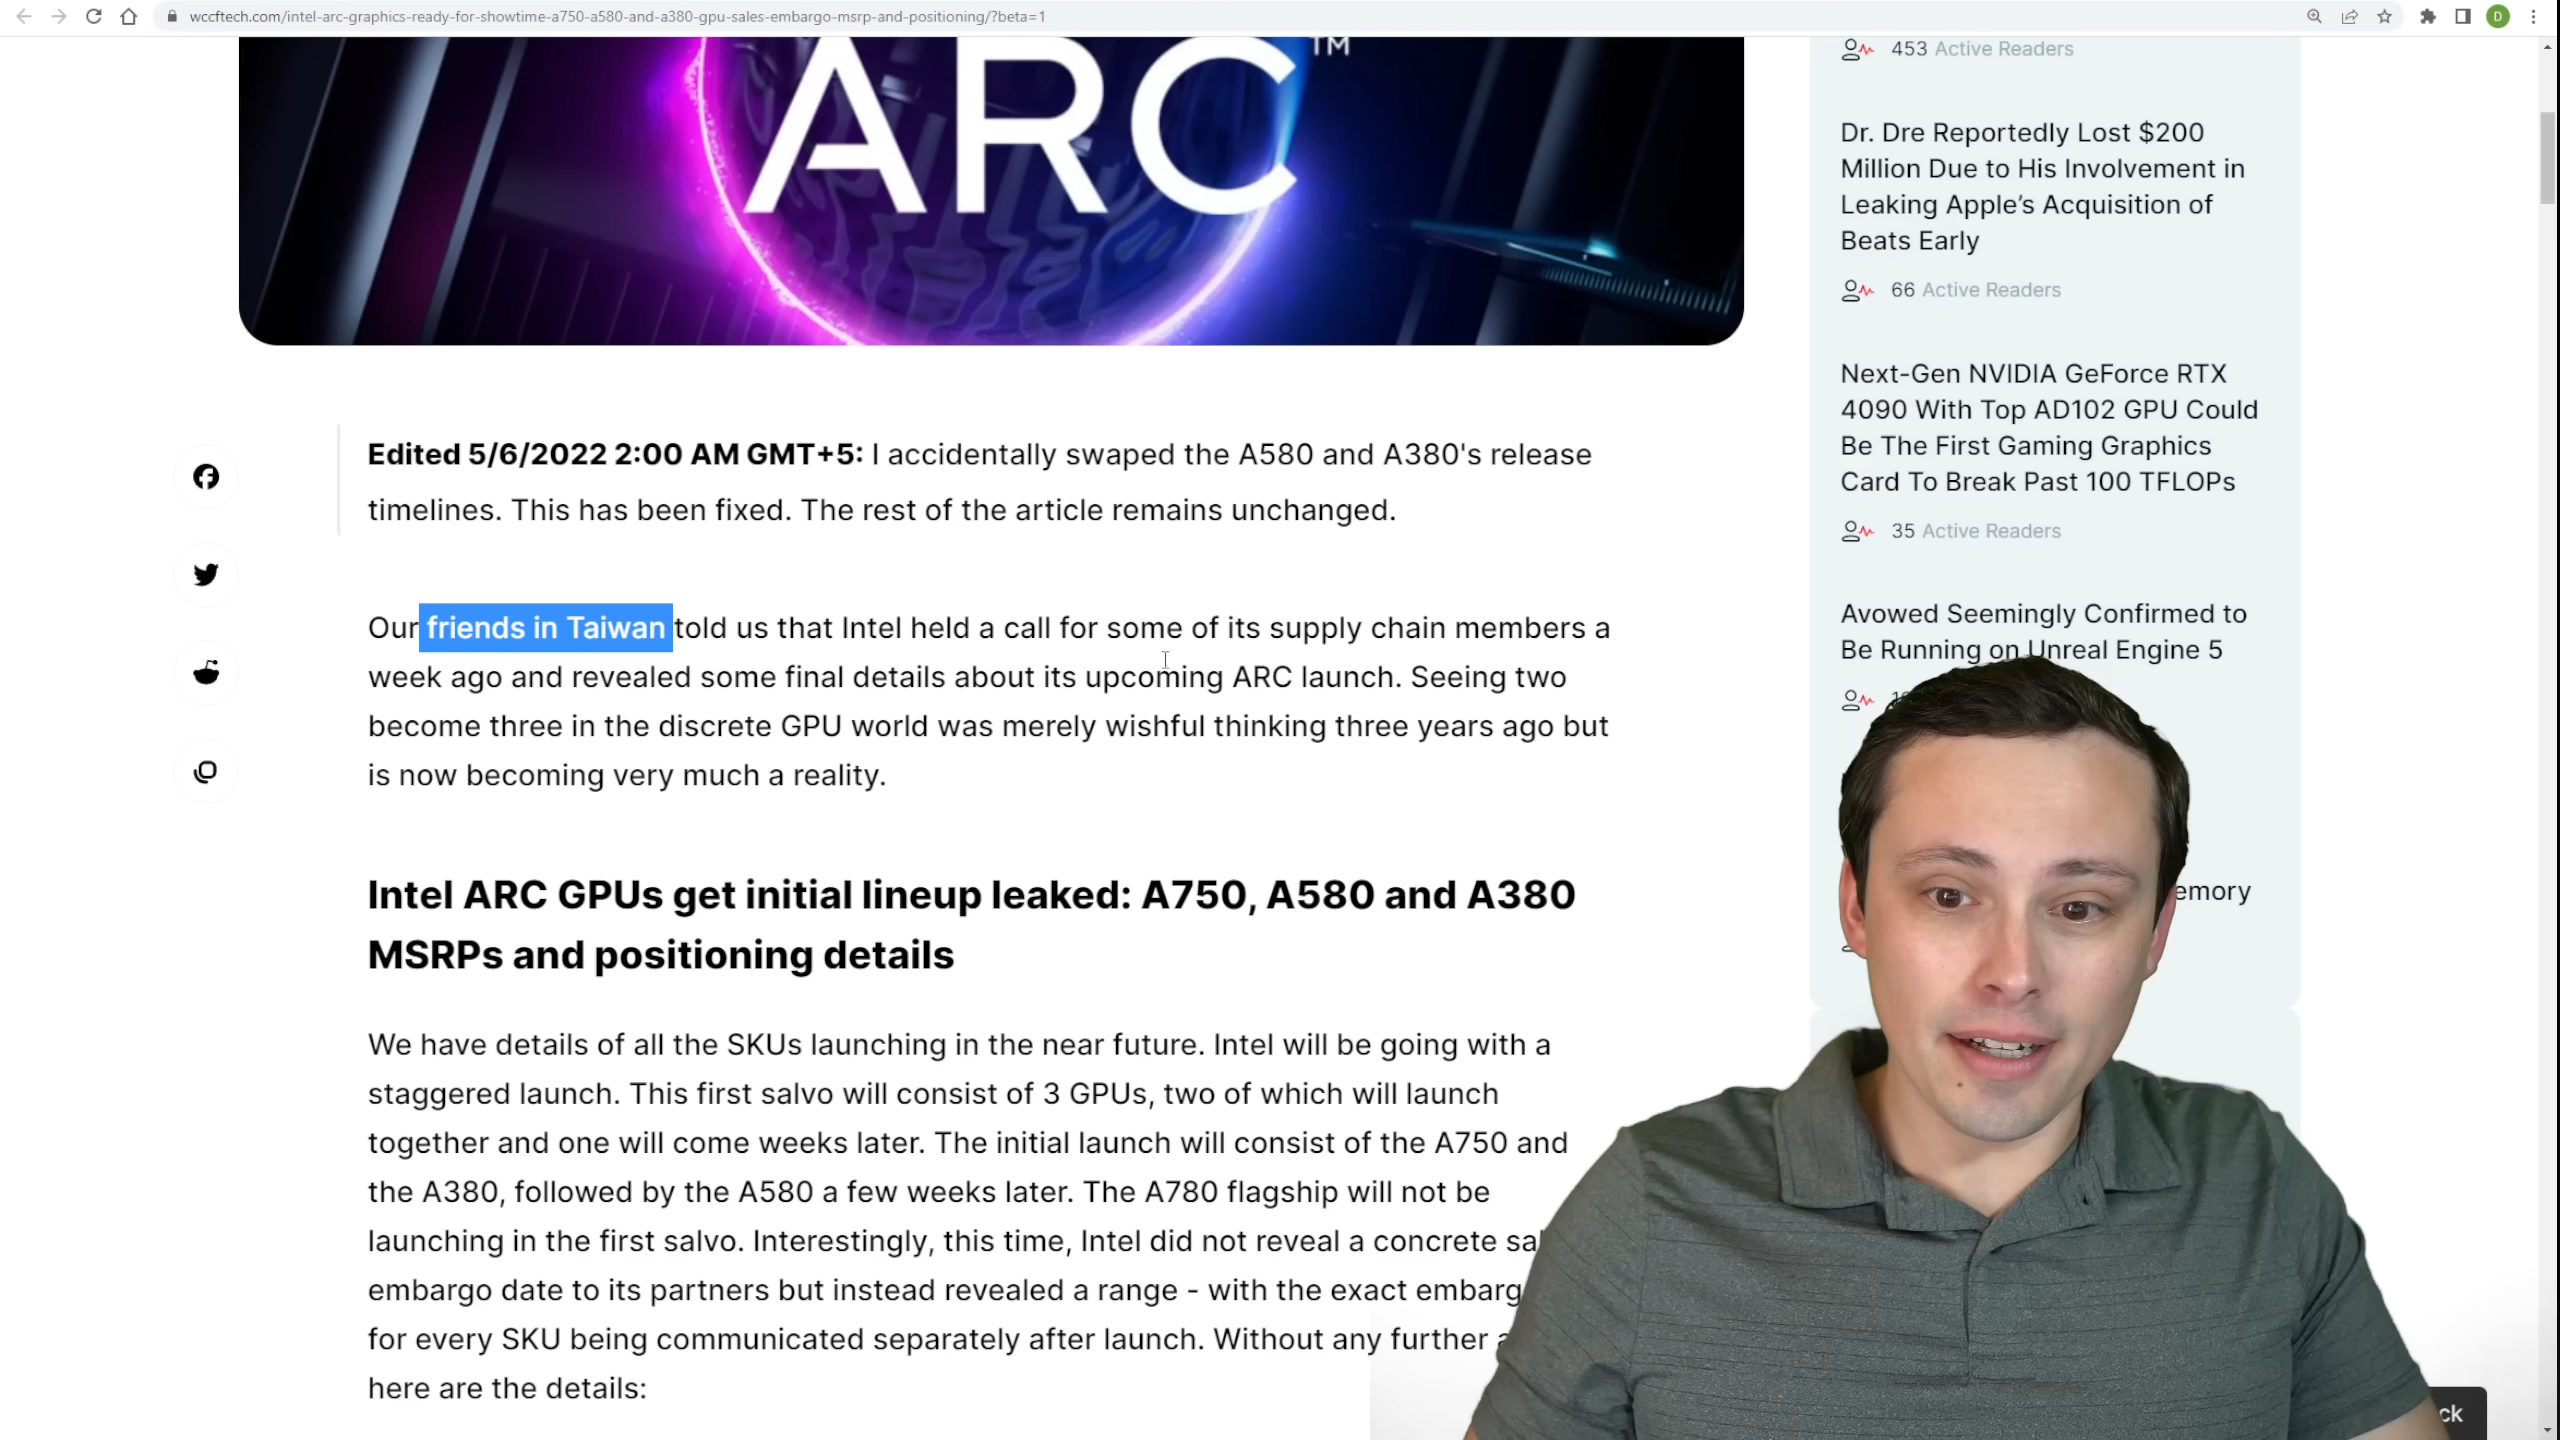 wccftech.com/intel-arc-graphics-ready-for-showtime-a750-a580-and-a380-gpu-sales-embargo-msrp-and-positioning/?beta=1
D
ARC™
Edited 5/6/2022 2:00 AM GMT+5: I accidentally swaped the A580 and A380's release
timelines. This has been fixed. The rest of the article remains unchanged.
Our friends in Taiwan told us that Intel held a call for some of its supply chain members a
week ago and revealed some final details about its upcoming ARC launch. Seeing two
become three in the discrete GPU world was merely wishful thinking three years ago but
is now becoming very much a reality.
Intel ARC GPUs get initial lineup leaked: A750, A580 and A380
MSRPs and positioning details
We have details of all the SKUs launching in the near future. Intel will be going with a
staggered launch. This first salvo will consist of 3 GPUs, two of which will launch
together and one will come weeks later. The initial launch will consist of the A750 and
the A380, followed by the A580 a few weeks later. The A780 flagship will not be
launching in the first salvo. Interestingly, this time, Intel did not reveal a concrete
embargo date to its partners but instead revealed a range - with the exact
for every SKU being communicated separately after launch. Without any further
here are the details:
453 Active Readers
Dr. Dre Reportedly Lost $200
Million Due to His Involvement in
Leaking Apple's Acquisition of
Beats Early
66 Active Readers
Next-Gen NVIDIA GeForce RTX
4090 With Top AD102 GPU Could
Be The First Gaming Graphics
Card To Break Past 100 TFLOPs
35 Active Readers
Avowed Seemingly Confirmed to
Be Running on Unreal Engine 5